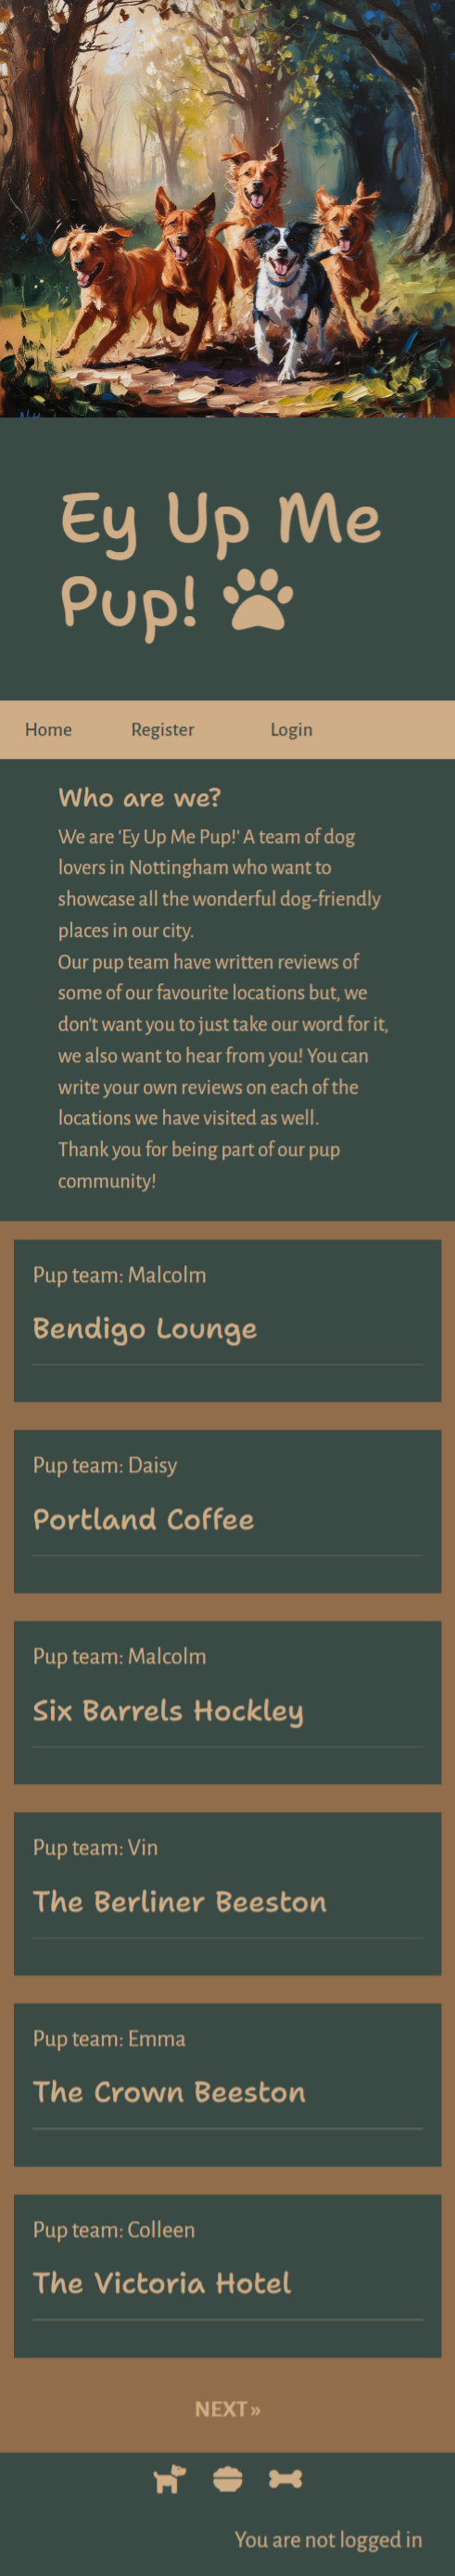 Ey Up Me
Pup!
Home Register Login
Who are we?
We are 'Ey Up Me Pup!' A team of dog
lovers in Nottingham who want to
showcase all the wonderful dog-friendly
places in our city.
Our pup team have written reviews of
some of our favourite locations but, we
don't want you to just take our word for it,
we also want to hear from you! You can
write your own reviews on each of the
locations we have visited as well.
Thank you for being part of our pup
community!
Pup team: Malcolm
Bendigo Lounge
Pup team: Daisy
Portland Coffee
Pup team: Malcolm
Six Barrels Hockley
Pup team: Vin
The Berliner Beeston
Pup team: Emma
The Crown Beeston
Pup team: Colleen
The Victoria Hotel
NEXT »
You are not logged in